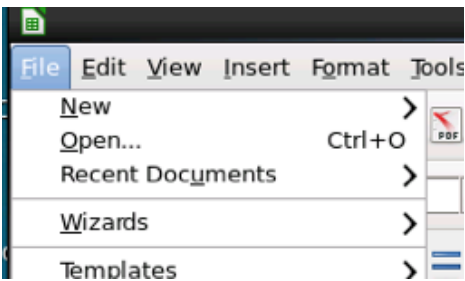 File Edit View Insert Format Tools
New
Open... Ctrl+O
Recent Documents
PDF
Wizards
Templates